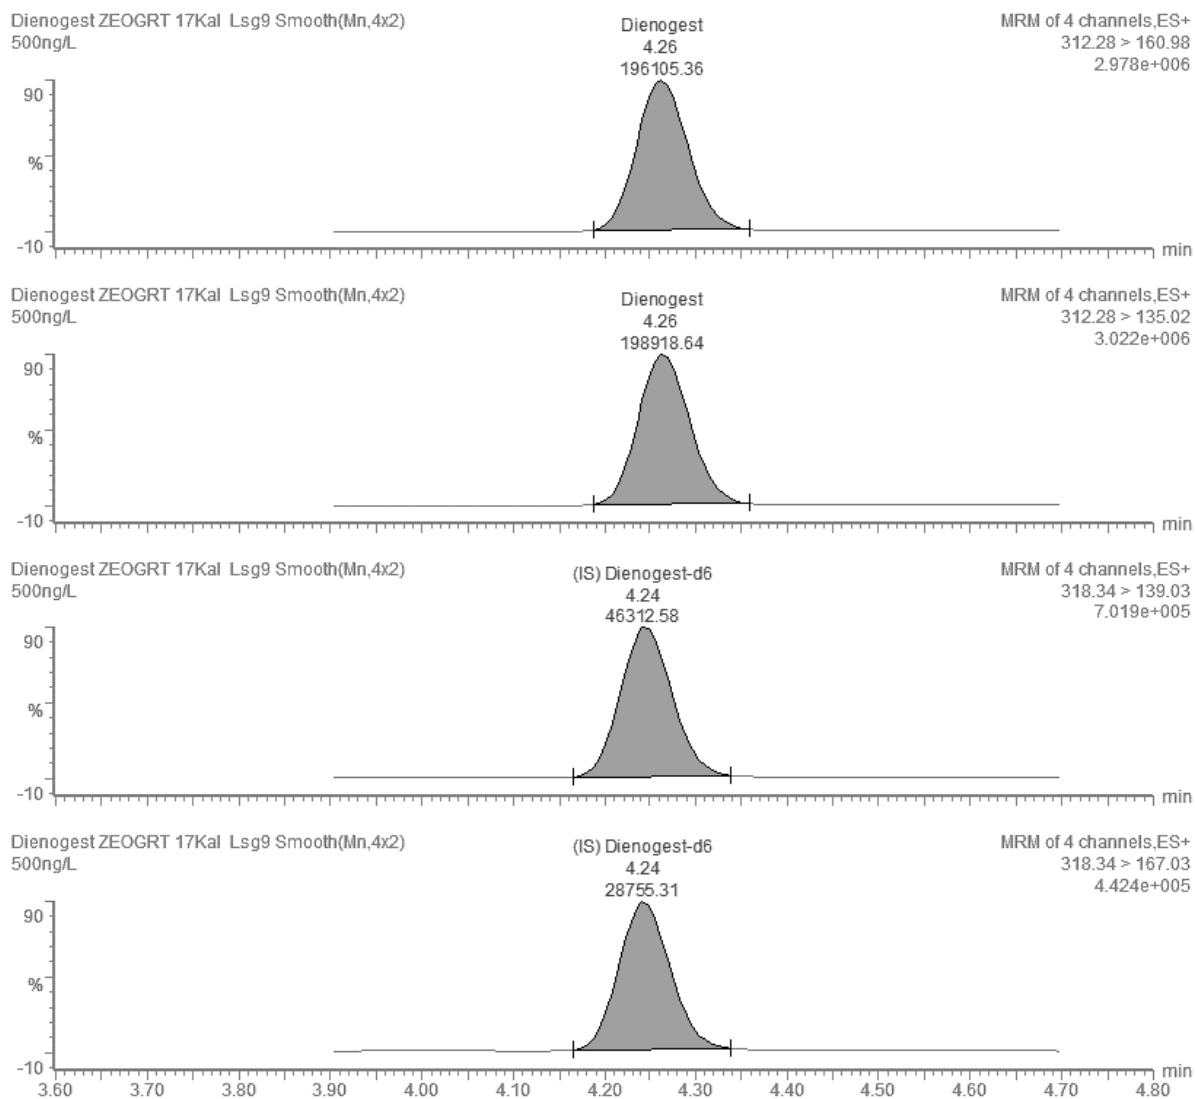 Dienogest ZEOGRT 17Kal Lsg9 Smooth(Mn,4x2)
500ng/L
MRM of 4 channels,ES+
312.28 > 160.98
2.978e+006
Dienogest
4.26
196105.36
90
%
-10
min
Dienogest ZEOGRT 17Kal Lsg9 Smooth(Mn,4x2)
500ng/L
MRM of 4 channels,ES+
312.28 > 135.02
3.022e+006
Dienogest
4.26
198918.64
90
%
-10
min
Dienogest ZEOGRT 17Kal Lsg9 Smooth(Mn,4x2)
500ng/L
MRM of 4 channels,ES+
318.34 > 139.03
7.019e+005
(IS) Dienogest-d6
4.24
46312.58
90
%
-10
min
Dienogest ZEOGRT 17Kal Lsg9 Smooth(Mn,4x2)
500ng/L
MRM of 4 channels,ES+
318.34 > 167.03
4.424e+005
(IS) Dienogest-d6
4.24
28755.31
90
%
-10
min
3.60 3.70 3.80 3.90 4.00 4.10 4.20 4.30 4.40 4.50 4.60 4.70 4.80